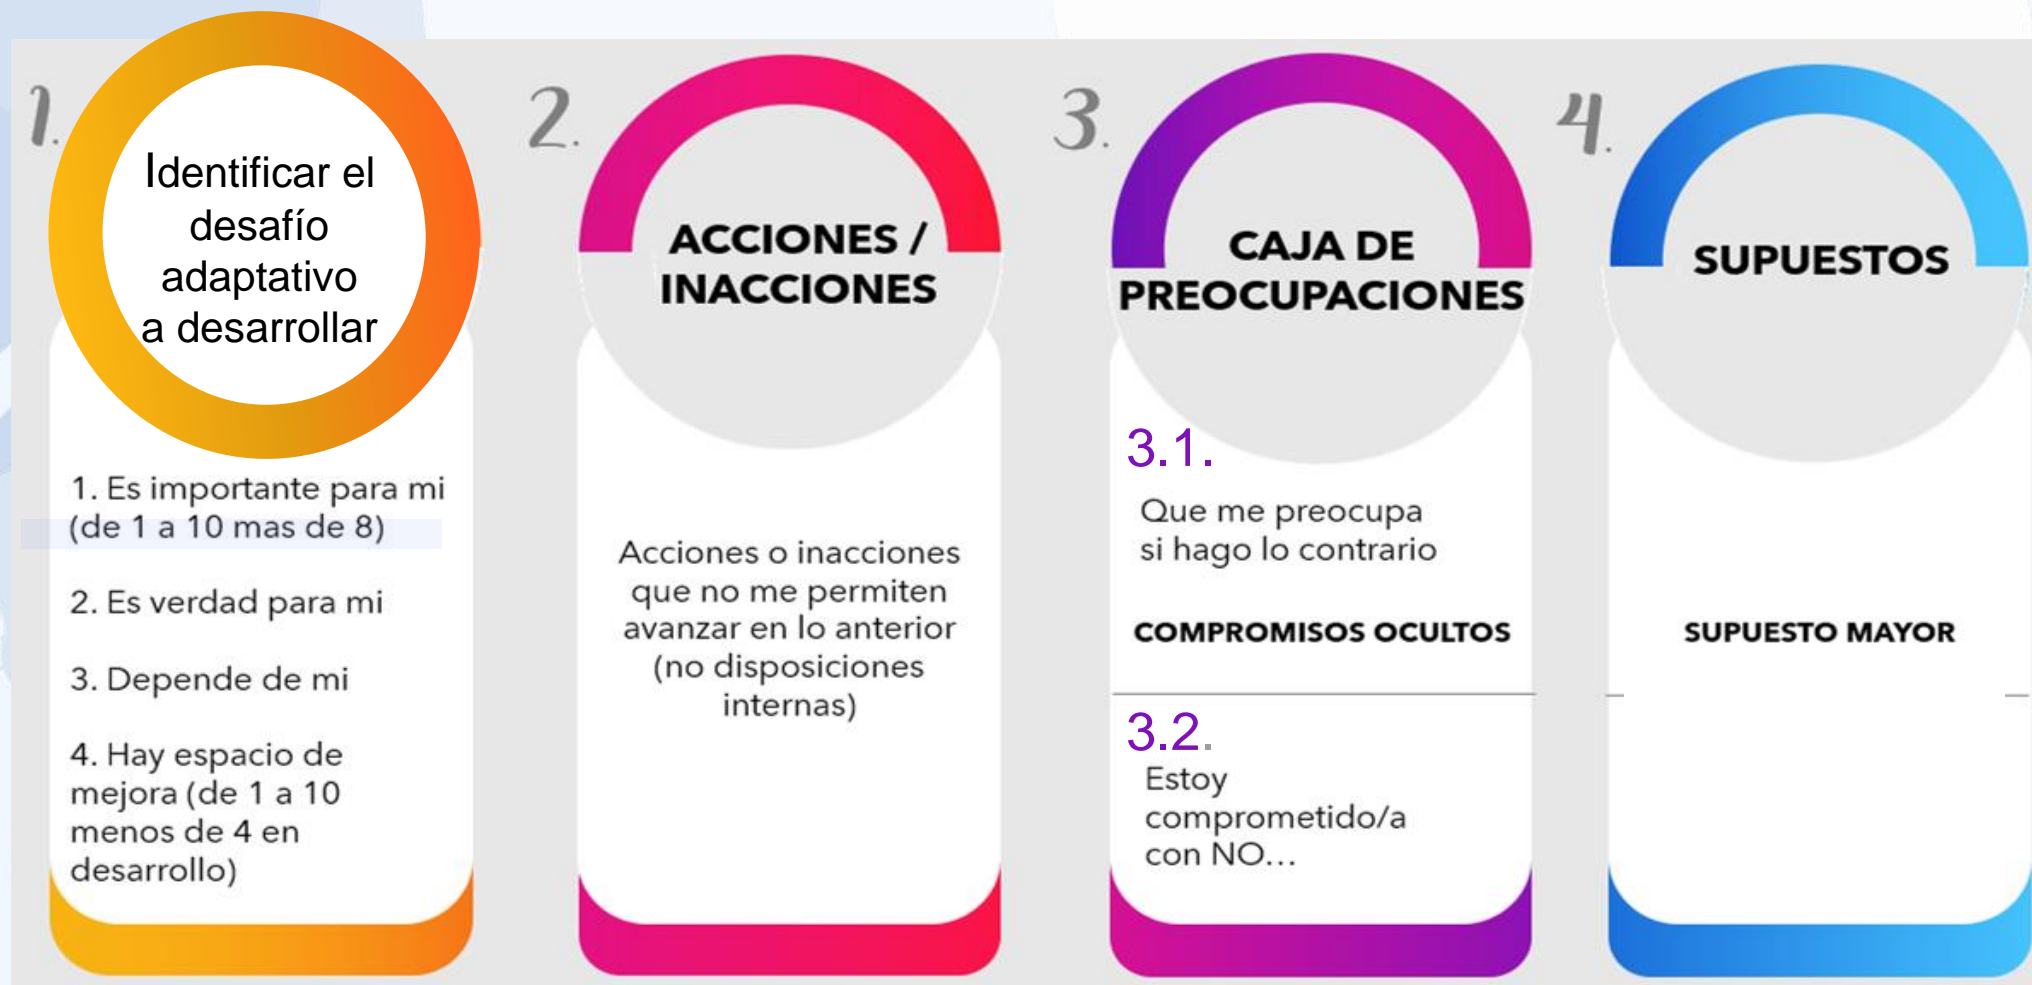 1.
Identificar el
desafío
adaptativo
a desarrollar
1. Es importante para mi
(de 1 a 10 mas de 8)
2. Es verdad para mi
3. Depende de mi
4. Hay espacio de
mejora (de 1 a 10
menos de 4 en
desarrollo)
2.
ACCIONES /
INACCIONES
Acciones o inacciones
que no me permiten
avanzar en lo anterior
(no disposiciones
internas)
3.
CAJA DE
PREOCUPACIONES
3.1.
Que me preocupa
si hago lo contrario
COMPROMISOS OCULTOS
3.2.
Estoy
comprometido/a
con NO...
4.
SUPUESTOS
SUPUESTO MAYOR